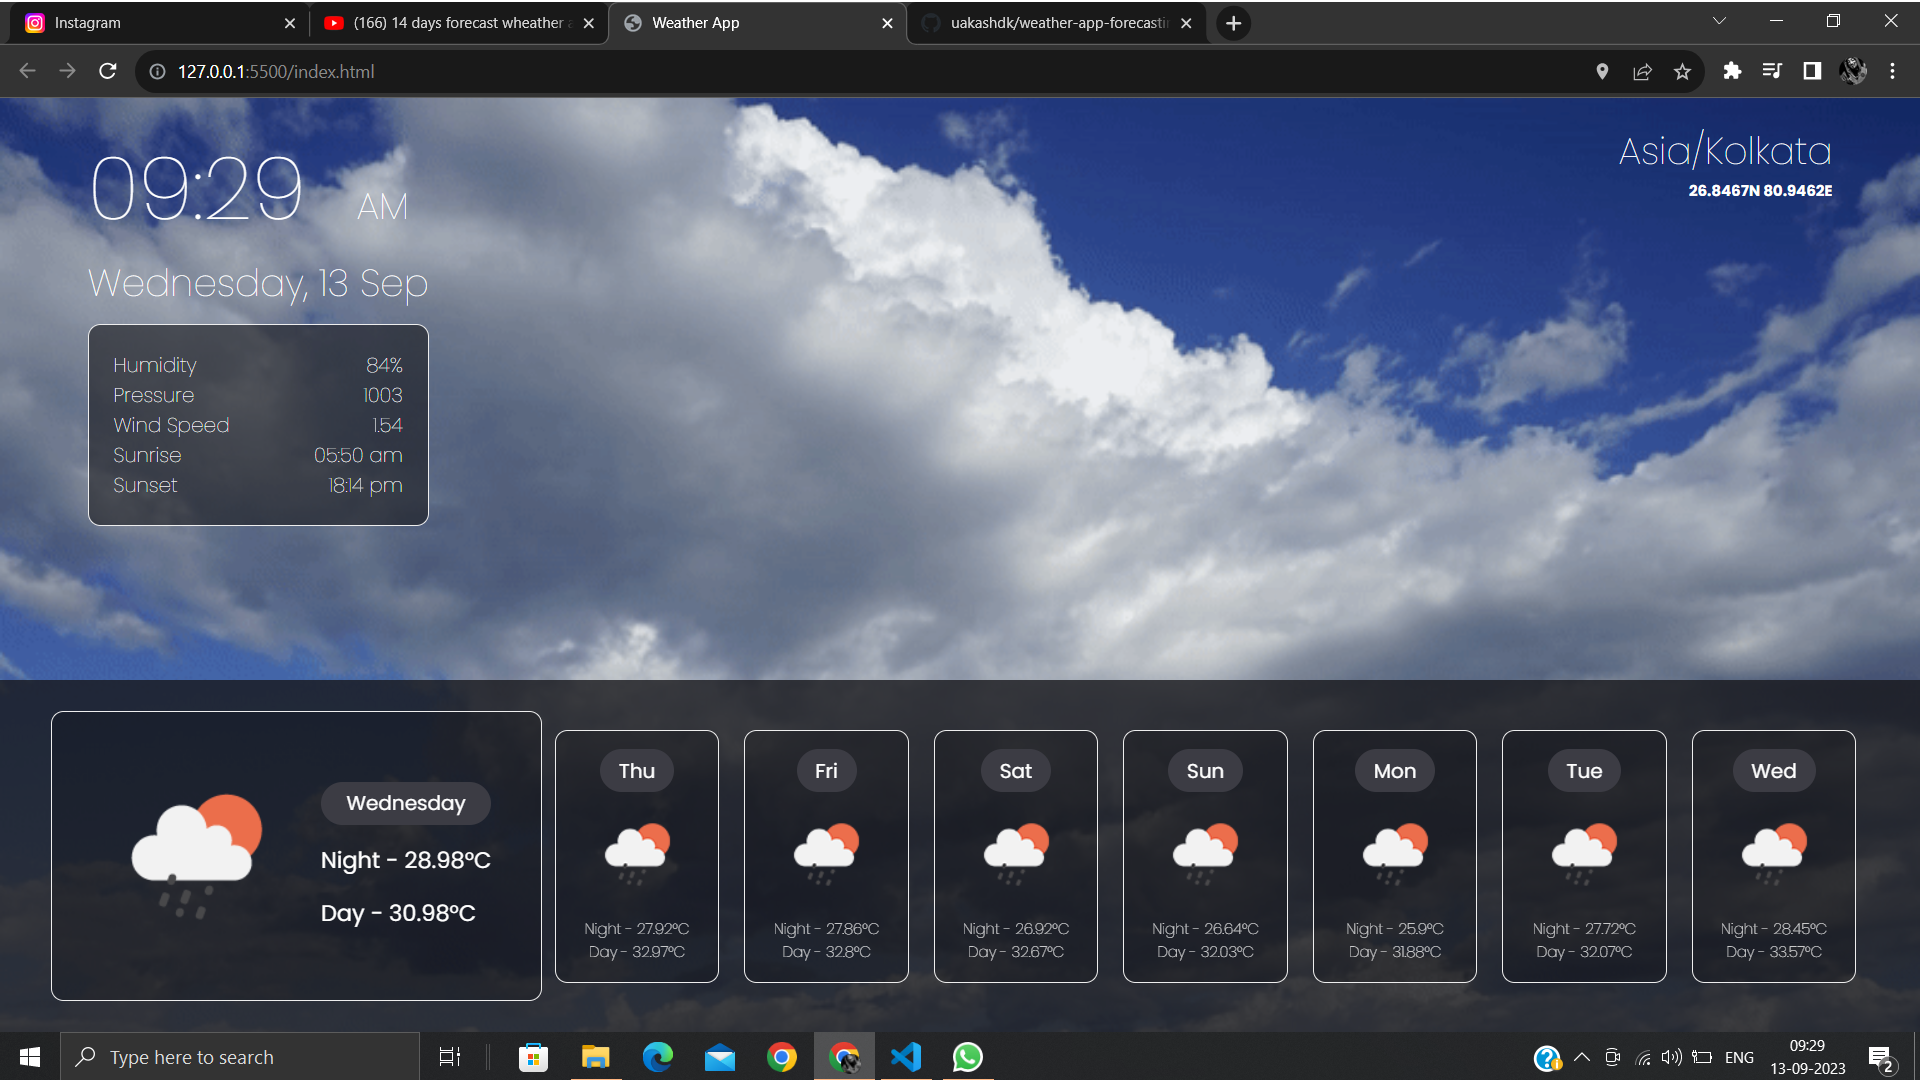 Instagram
(166) 14 days forecast wheather
Weather App
uakashdk/weather-app-forecasti
127.0.0.1:5500/index.html
09:29 AM
Asia/Kolkata
26.8467N 80.9462E
Wednesday, 13 Sep
Humidity 84%
Pressure 1003
Wind Speed 1.54
Sunrise 05:50 am
Sunset 18:14 pm
Wednesday
Night - 28.98°C
Day - 30.98°C
Thu
Night - 27.92°C
Day - 32.97°C
Fri
Night - 27.86°C
Day - 32.8°C
Sat
Night - 26.92°C
Day - 32.67°C
Sun
Night - 26.64°C
Day - 32.03°C
Mon
Night - 25.9°C
Day - 31.88°C
Tue
Night - 27.72°C
Day - 32.07°C
Wed
Night - 28.45°C
Day - 33.57°C
Type here to search
ENG
09:29
13-09-2023
2